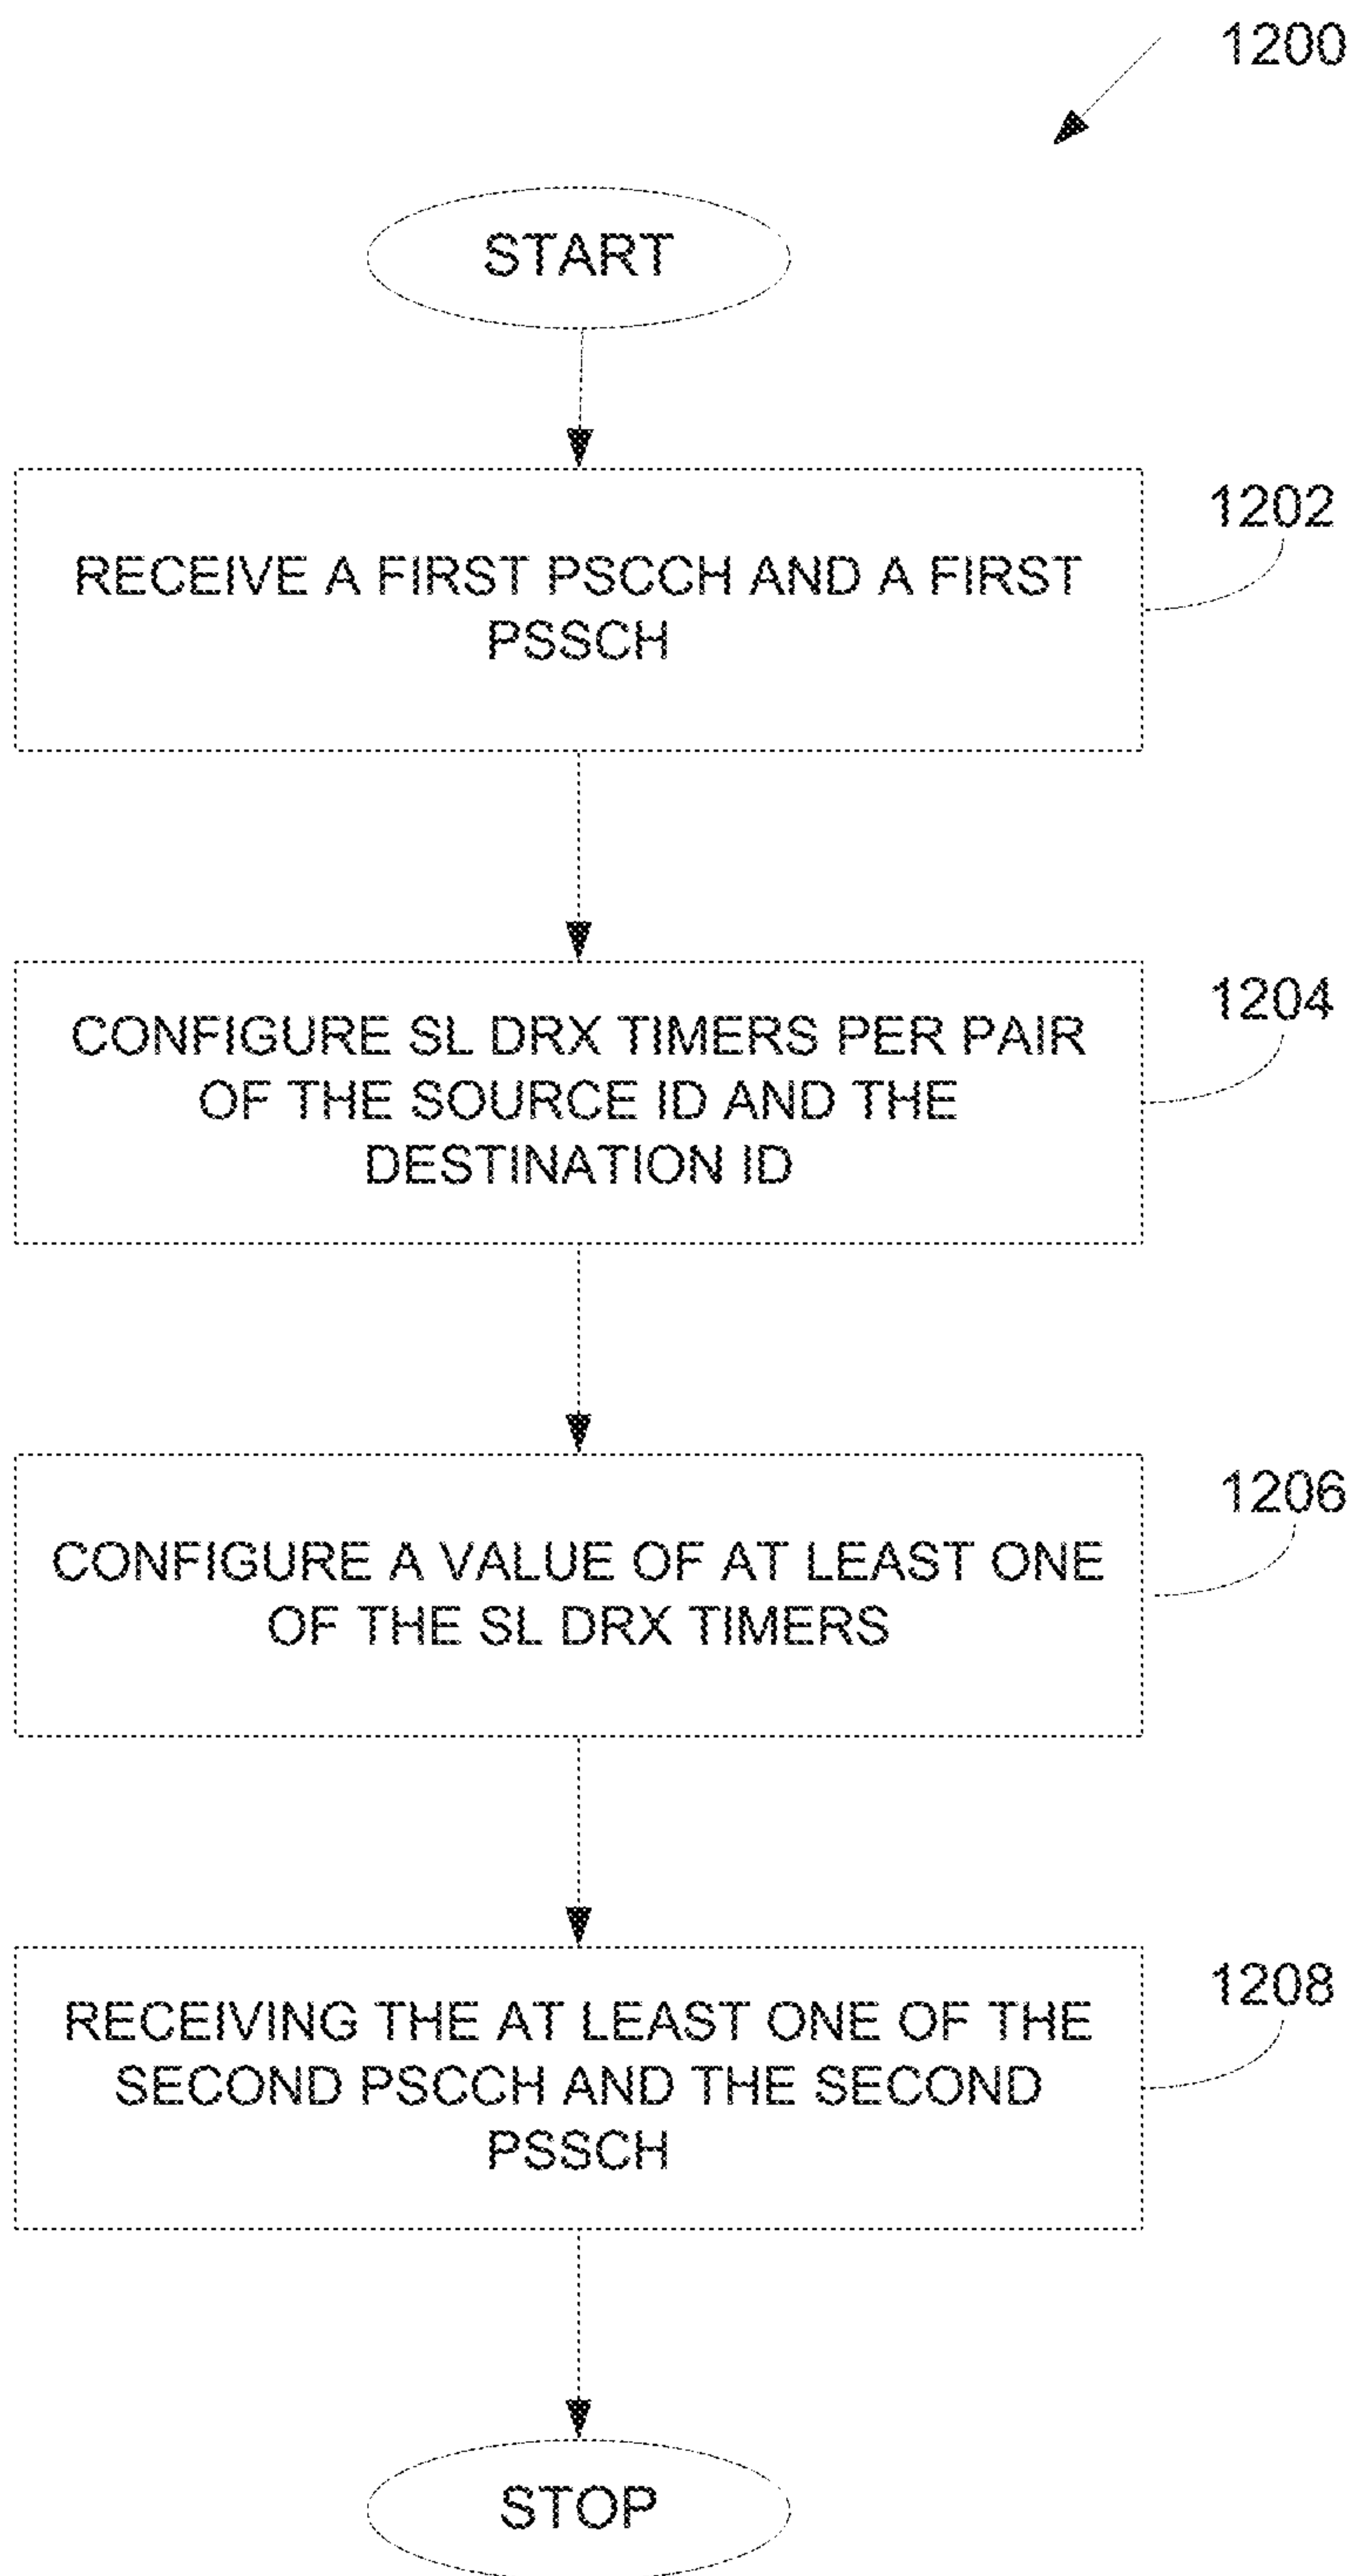 1200
START
1202
RECEIVE A FIRST PSCCH AND A FIRST
PSSCH
1204
CONFIGURE SL DRX TIMERS PER PAIR
OF THE SOURCE ID AND THE
DESTINATION ID
1206
CONFIGURE A VALUE OF AT LEAST ONE
OF THE SL DRX TIMERS
1208
RECEIVING THE AT LEAST ONE OF THE
SECOND PSCCH AND THE SECOND
PSSCH
STOP